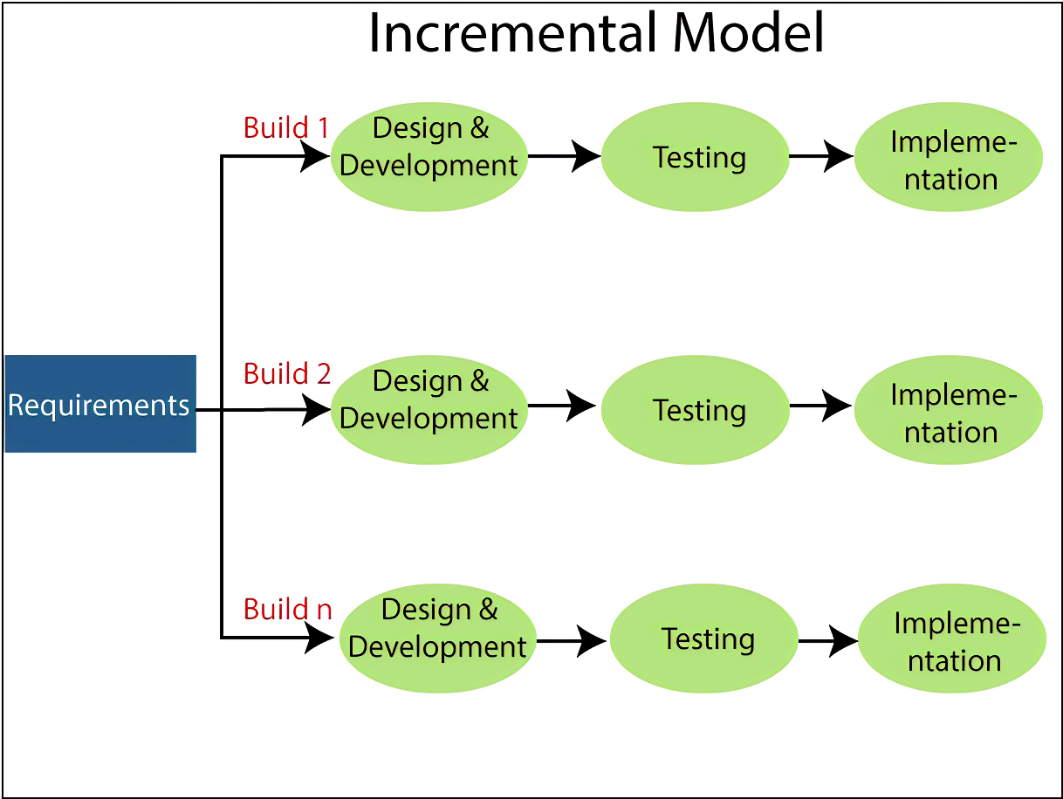 Incremental Model
Build 1
Design &
Development
Testing
Impleme-
ntation
Requirements
Build 2
Design &
Development
Testing
Impleme-
ntation
Build n
Design &
Development
Testing
Impleme-
ntation